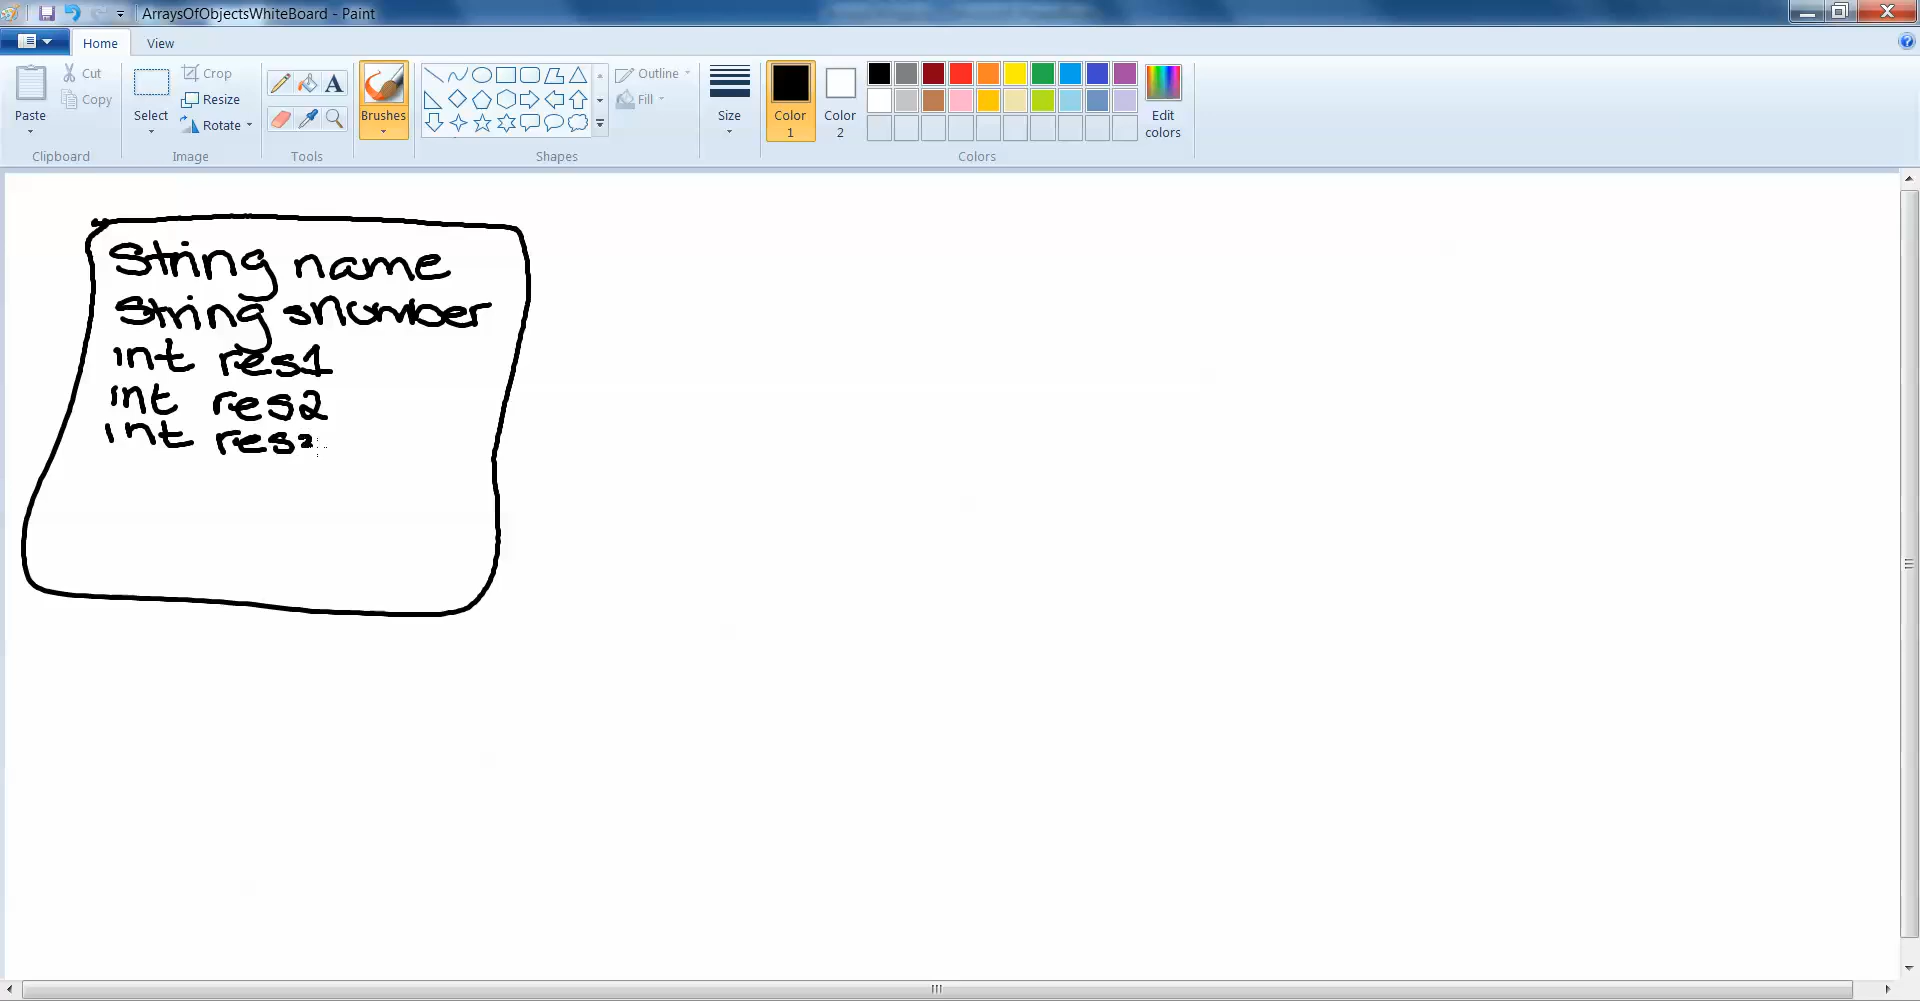 ArraysOfObjectsWhiteBoard - Paint
Home View
Paste
Cut
Copy
Clipboard
Select
Crop
Resize
Rotate
Image
A
Tools
Brushes
Shapes
Outline
Fill
Size
Color 1
Color 2
Edit colors
Colors
String name
String snumber
int res1
int res2
int res